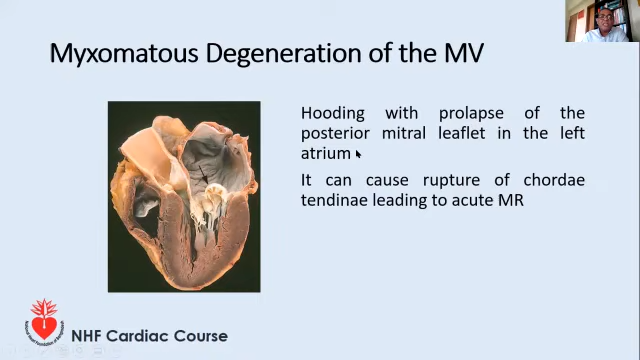 Myxomatous Degeneration of the MV
Hooding with prolapse of the
posterior mitral leaflet in the left
atrium
It can cause rupture of chordae
tendinae leading to acute MR
NHF Cardiac Course